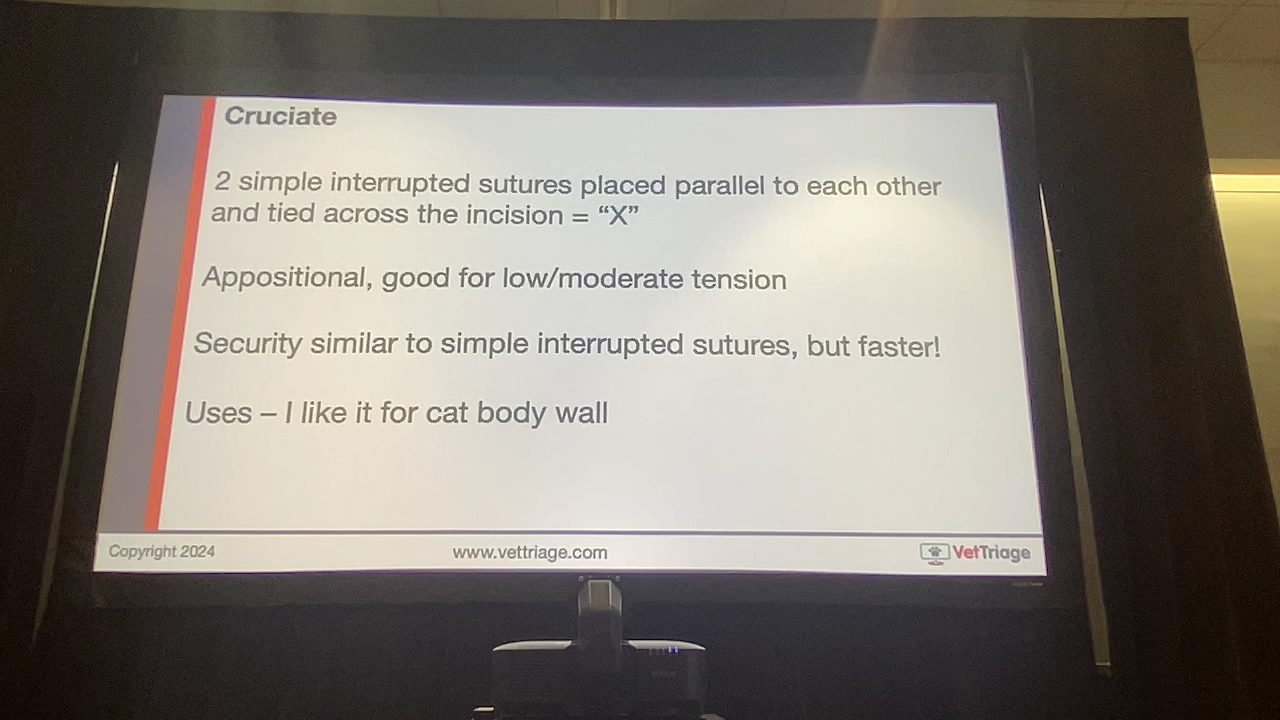 Cruciate
2 simple interrupted sutures placed parallel to each other
and tied across the incision = “X”
Appositional, good for low/moderate tension
Security similar to simple interrupted sutures, but faster!
Uses – I like it for cat body wall
Copyright 2024
www.vettriage.com
VetTriage